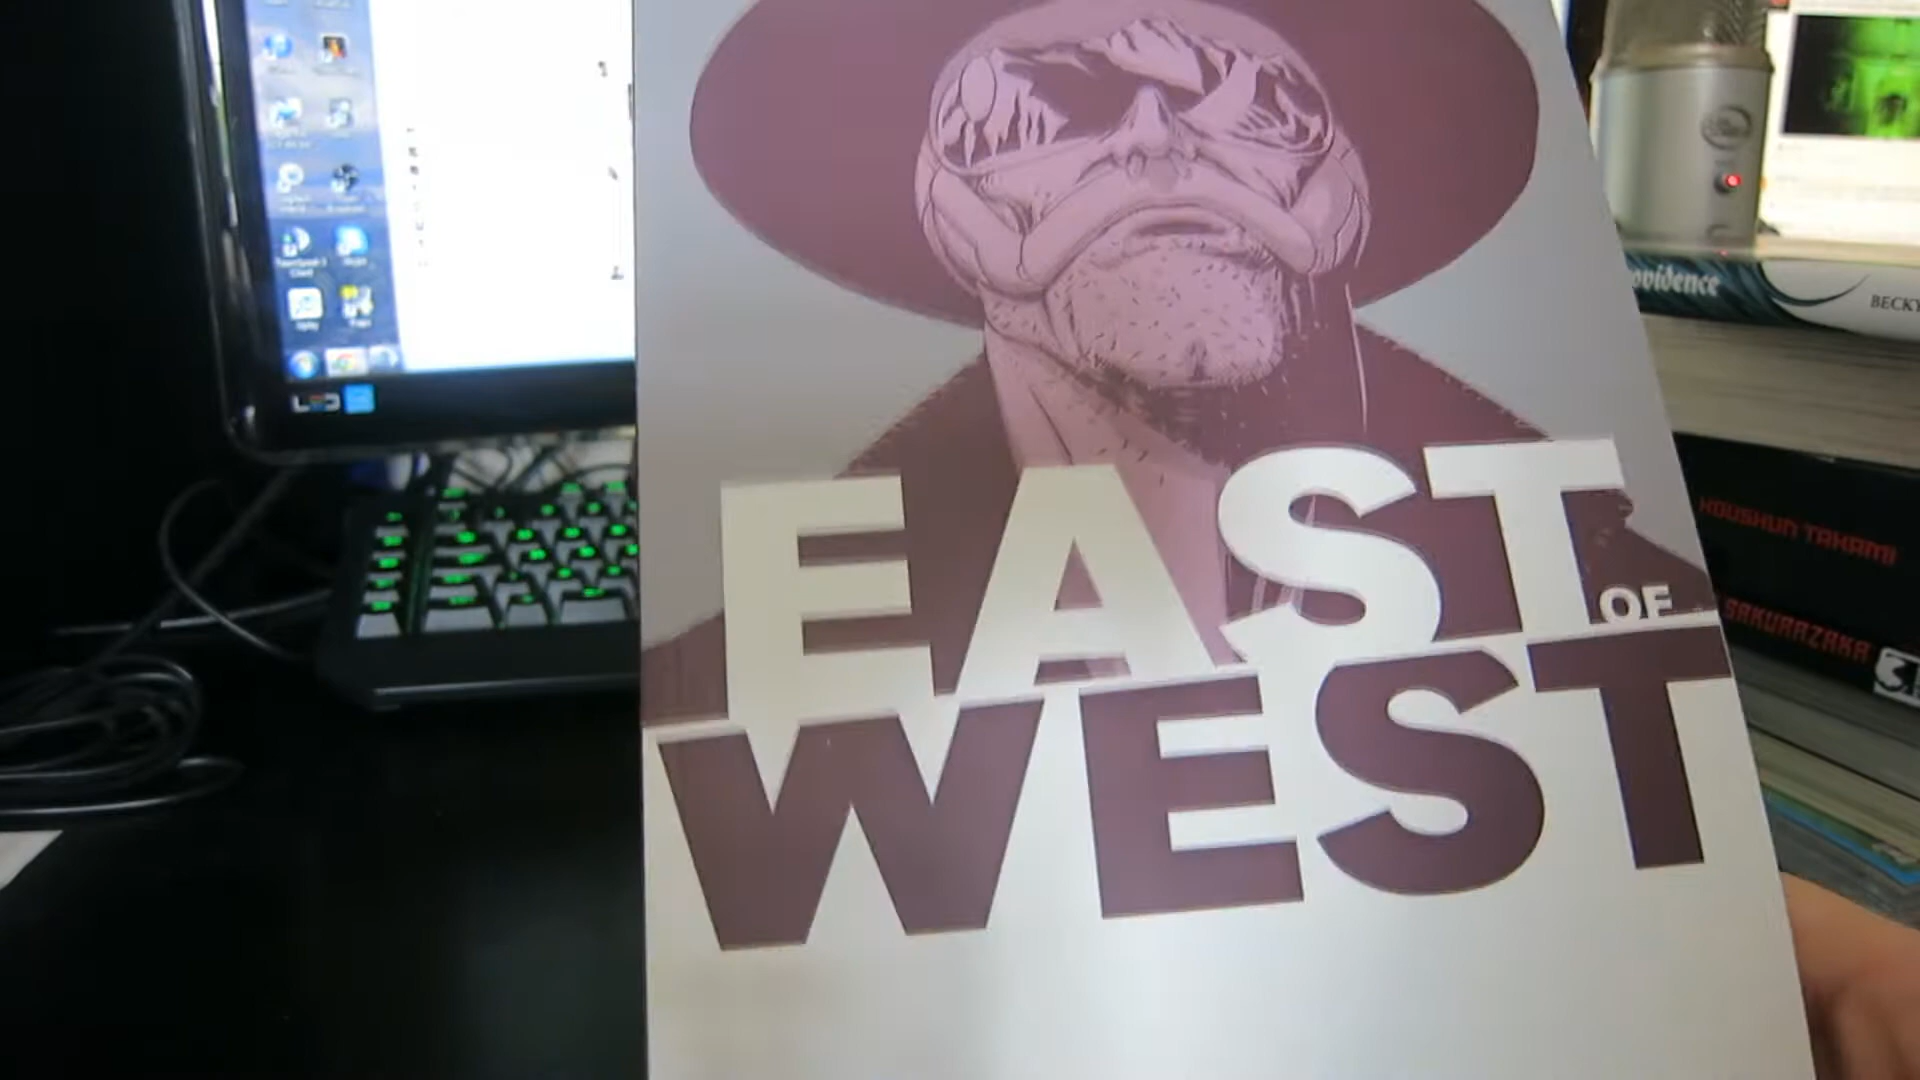 EAST
OF
WEST
ovidence
BECKY
KOUSHUN TAKAMI
SAKURAZAKA